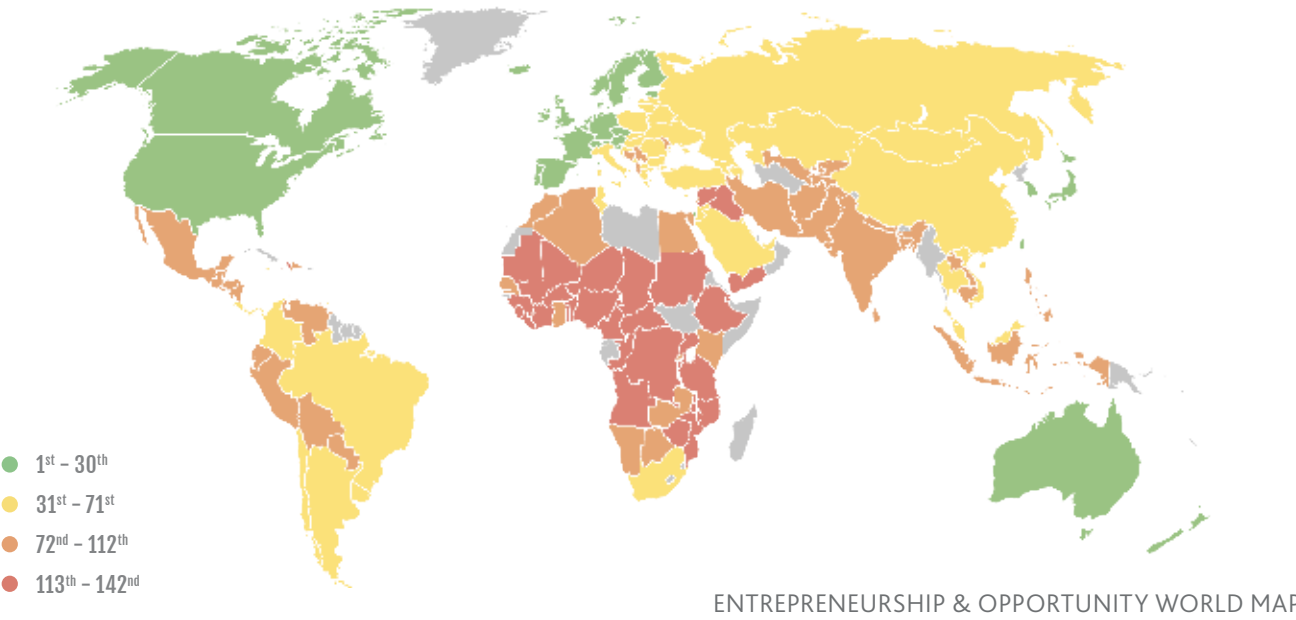 1st – 30th
31st – 71st
72nd – 112th
113th – 142nd
ENTREPRENEURSHIP & OPPORTUNITY WORLD MAP